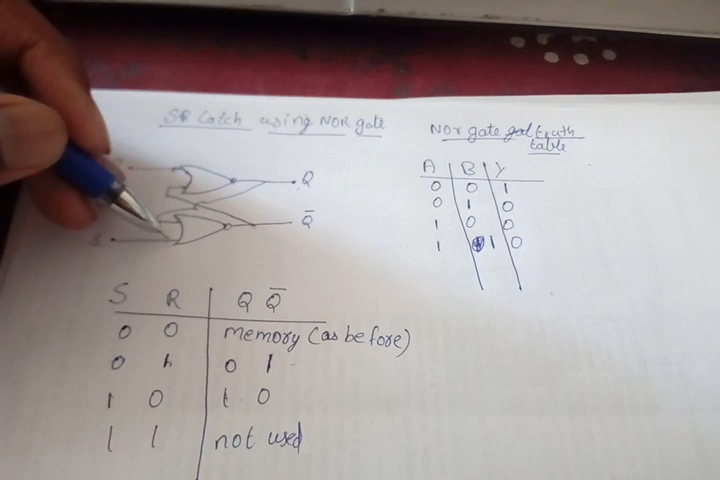 SR Latch using NOR gate
Q
Q̄
S
NOr gate gat truth
table
A B Y
0 0 1
0 1 0
1 0 0
1 1 0
S R Q Q̄
0 0 memory (as before)
0 1 0 1
1 0 1 0
1 1 not used